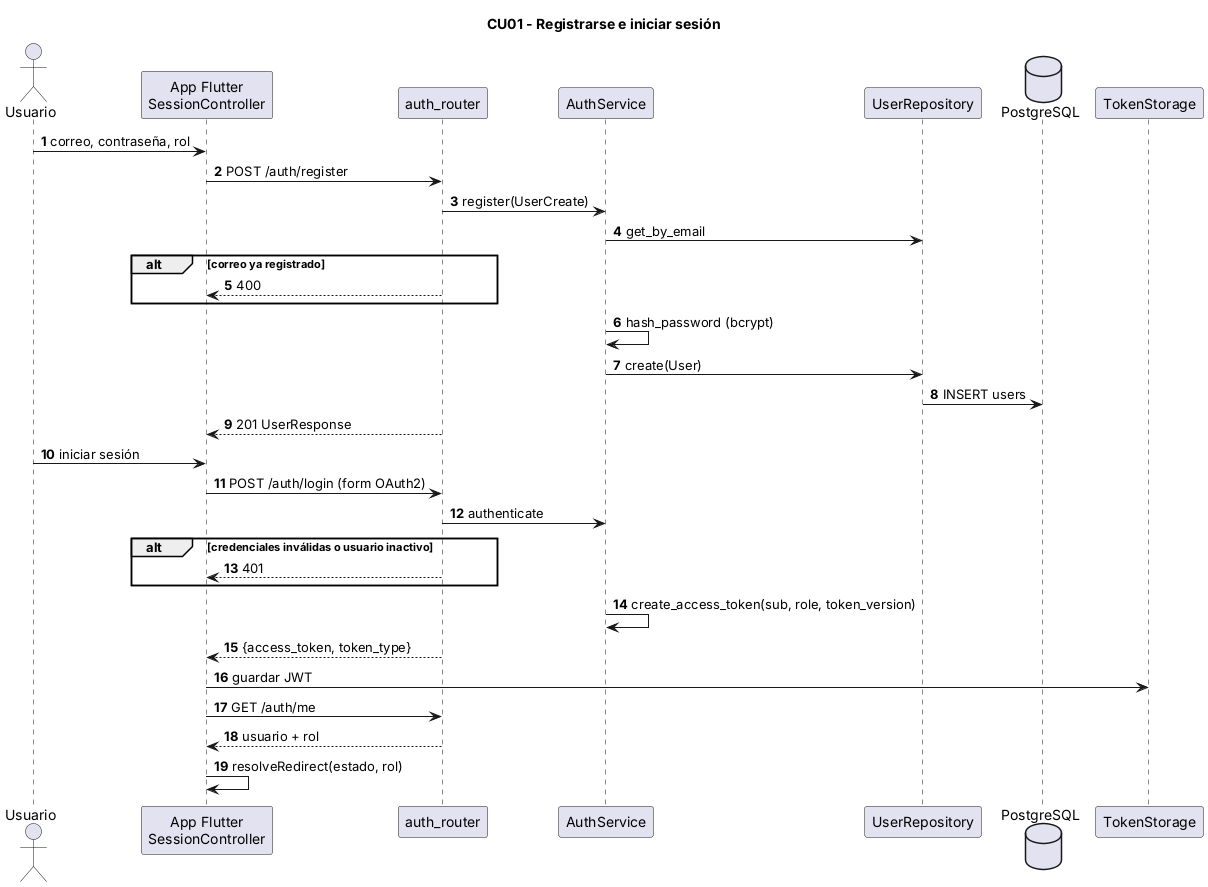 CU01 - Registrarse e iniciar sesión
Usuario
App Flutter
SessionController
auth_router
AuthService
UserRepository
PostgreSQL
TokenStorage
1 correo, contraseña, rol
2 POST /auth/register
3 register(UserCreate)
4 get_by_email
alt [correo ya registrado]
5 400
6 hash_password (bcrypt)
7 create(User)
8 INSERT users
9 201 UserResponse
10 iniciar sesión
11 POST /auth/login (form OAuth2)
12 authenticate
alt [credenciales inválidas o usuario inactivo]
13 401
14 create_access_token(sub, role, token_version)
15 {access_token, token_type}
16 guardar JWT
17 GET /auth/me
18 usuario + rol
19 resolveRedirect(estado, rol)
Usuario
App Flutter
SessionController
auth_router
AuthService
UserRepository
PostgreSQL
TokenStorage